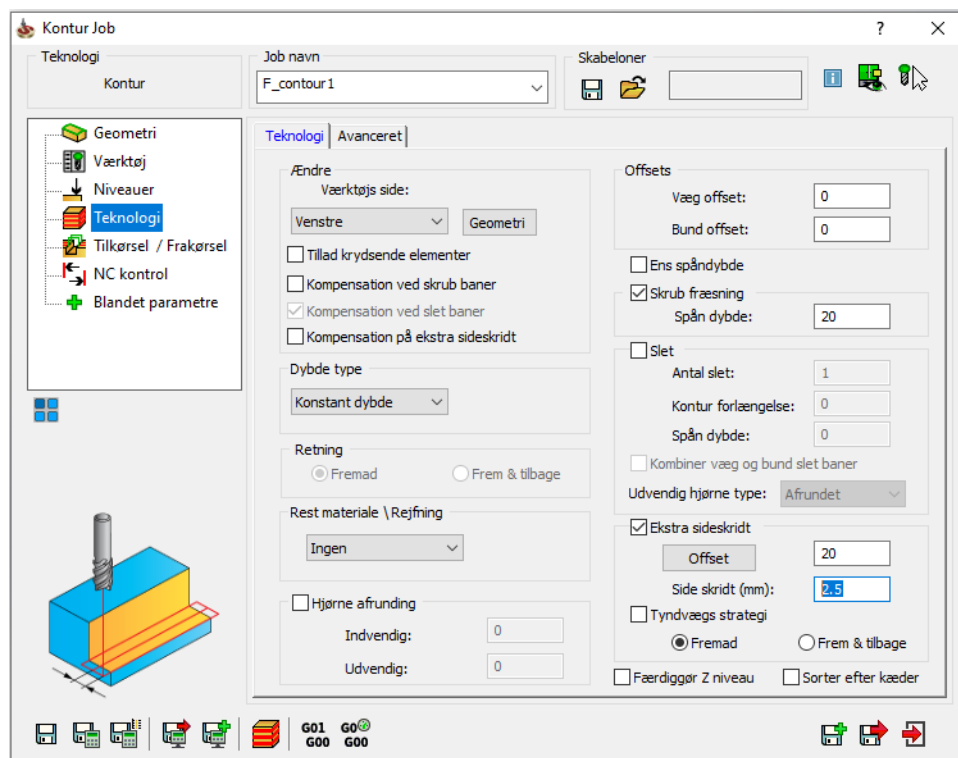 Kontur Job
?
Teknologi
Kontur
Job navn
F_contour1
Skabeloner
Geometri
Værktøj
Niveauer
Teknologi
Tilkørsel / Frakørsel
NC kontrol
Blandet parametre
Teknologi
Avanceret
Ændre
Værktøjs side:
Venstre
Geometri
Tillad krydsende elementer
Kompensation ved skrub baner
Kompensation ved slet baner
Kompensation på ekstra sideskridt
Dybde type
Konstant dybde
Retning
Fremad
Frem & tilbage
Rest materiale \ Rejfning
Ingen
Hjørne afrunding
Indvendig: 0
Udvendig: 0
Offsets
Væg offset: 0
Bund offset: 0
Ens spåndybde
Skrub fræsning
Spån dybde: 20
Slet
Antal slet: 1
Kontur forlængelse: 0
Spån dybde: 0
Kombiner væg og bund slet baner
Udvendig hjørne type: Afrundet
Ekstra sideskridt
Offset 20
Side skridt (mm): 2.5
Tyndvægs strategi
Fremad
Frem & tilbage
Færdiggør Z niveau
Sorter efter kæder
G01 G00
G00 G00